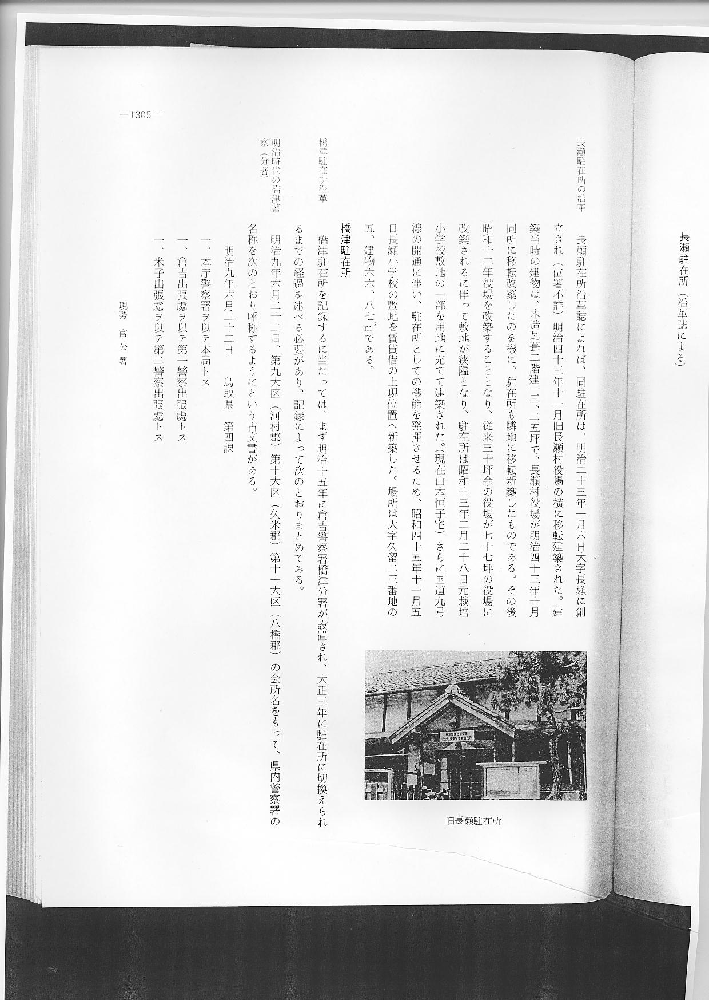 長瀬駐在所（沿革誌による）
長瀬駐在所の沿革
長瀬駐在所沿革誌によれば、同駐在所は、明治二十三年一月六日大字長瀬に創
立され（位署不詳）明治四十三年十一月旧長瀬村役場の横に移転建築された。建
築当時の建物は、木造瓦葺二階建一三、二五坪で、長瀬村役場が明治四十三年十月
同所に移転改築したのを機に、駐在所も隣地に移転新築したものである。その後
昭和十二年役場を改築することとなり、従来三十坪余の役場が七十七坪の役場に
改築されるに伴って敷地が狭隘となり、駐在所は昭和十三年二月二十八日元栽培
小学校敷地の一部を用地に充てて建築された。（現在山本恒子宅）さらに国道九号
線の開通に伴い、駐在所としての機能を発揮させるため、昭和四十五年十一月五
日長瀬小学校の敷地を賃貸借の上現位置へ新築した。場所は大字久留二三番地の
五、建物六六、八七m²である。
旧長瀬駐在所
橋津駐在所
橋津駐在所沿革
橋津駐在所を記録するに当たっては、まず明治十五年に倉吉警察署橋津分署が設置され、大正三年に駐在所に切換えられ
るまでの経過を述べる必要があり、記録によって次のとおりまとめてみる。
明治時代の橋津警
察（分署）
明治九年六月二十二日、第九大区（河村郡）第十大区（久米郡）第十一大区（八橋郡）の会所名をもって、県内警察署の
名称を次のとおり呼称するようにという古文書がある。
明治九年六月二十二日　鳥取県　第四課
一、本庁警察署ヲ以テ本局トス
一、倉吉出張處ヲ以テ第一警察出張處トス
一、米子出張處ヲ以テ第二警察出張處トス
現勢　官公署
—1305—